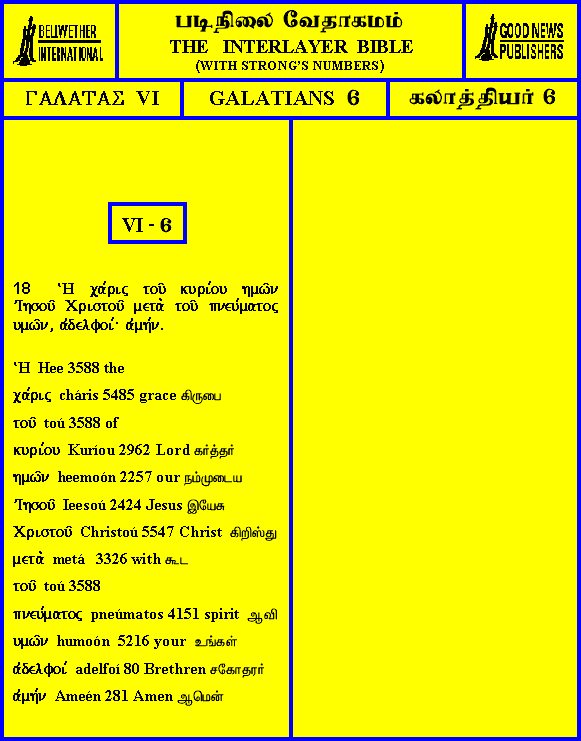 BELLWETHER
INTERNATIONAL
படிநிலை வேதாகமம்
THE INTERLAYER BIBLE
(WITH STRONG'S NUMBERS)
GOOD NEWS
PUBLISHERS
ΓΑΛΑΤΑΣ VI
GALATIANS 6
கலாத்தியர் 6
VI - 6
18 Ἡ χάρις τοῦ κυρίου ημῶν
Ἰησοῦ Χριστοῦ μετὰ τοῦ πνεύματος
υμῶν, ἀδελφοί· ἀμήν.
Ἡ Hee 3588 the
χάρις cháris 5485 grace கிருபை
τοῦ toú 3588 of
κυρίου Kuríou 2962 Lord கர்த்தர்
ημῶν heemoón 2257 our நம்முடைய
Ἰησοῦ Ieesoú 2424 Jesus இயேசு
Χριστοῦ Christoú 5547 Christ கிறிஸ்து
μετὰ metá 3326 with கூட
τοῦ toú 3588
πνεύματος pneúmatos 4151 spirit ஆவி
υμῶν humoón 5216 your உங்கள்
ἀδελφοί adelfoí 80 Brethren சகோதரர்
ἀμήν Ameén 281 Amen ஆமென்